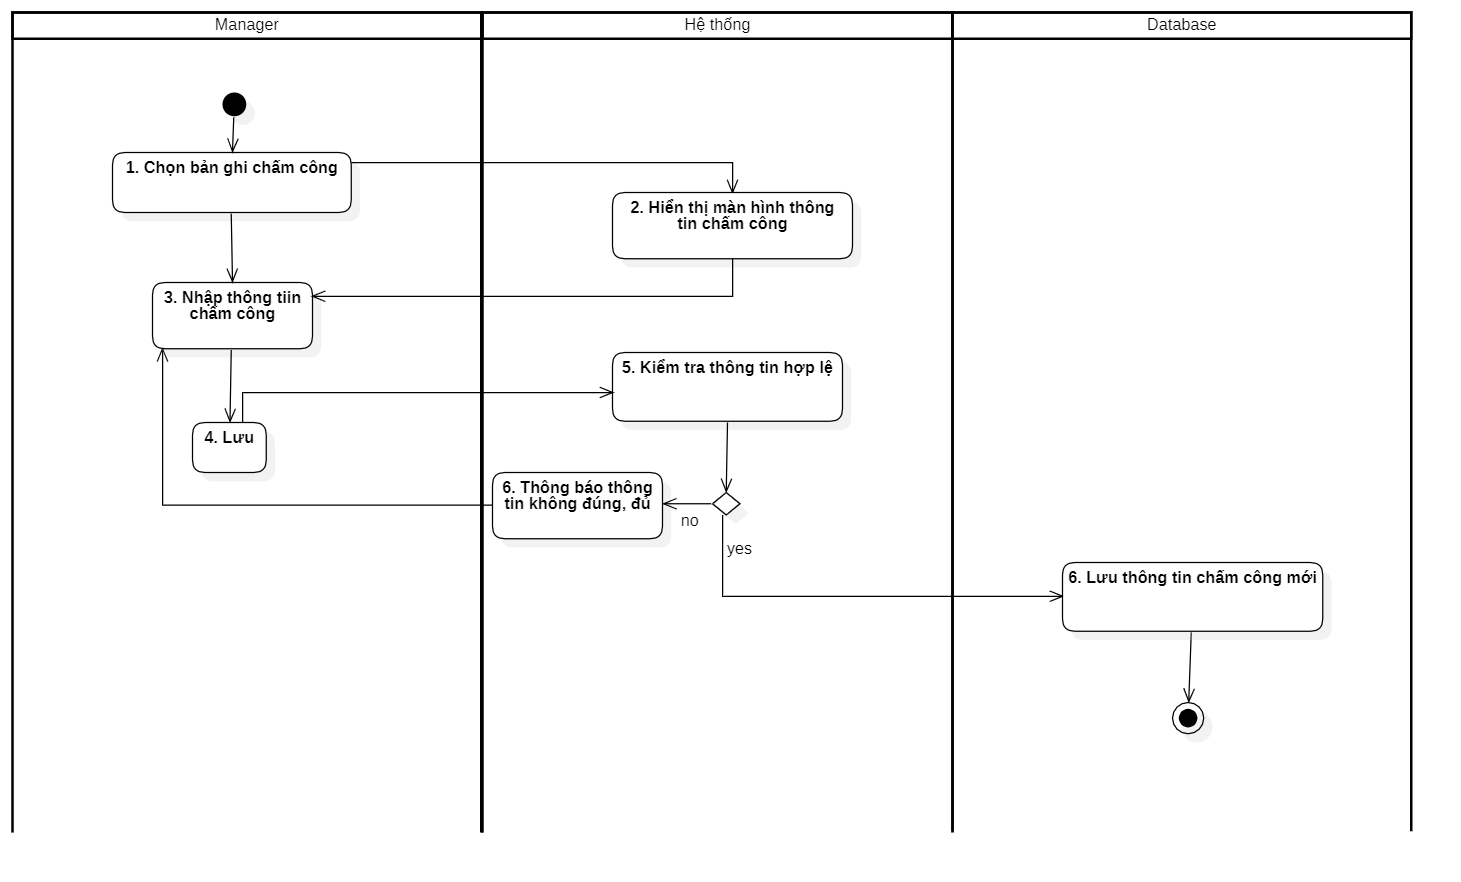 Manager
Hệ thống
Database
1. Chọn bản ghi chấm công
2. Hiển thị màn hình thông
tin chấm công
3. Nhập thông tiin
chấm công
4. Lưu
5. Kiểm tra thông tin hợp lệ
6. Thông báo thông
tin không đúng, đủ
no
yes
6. Lưu thông tin chấm công mới